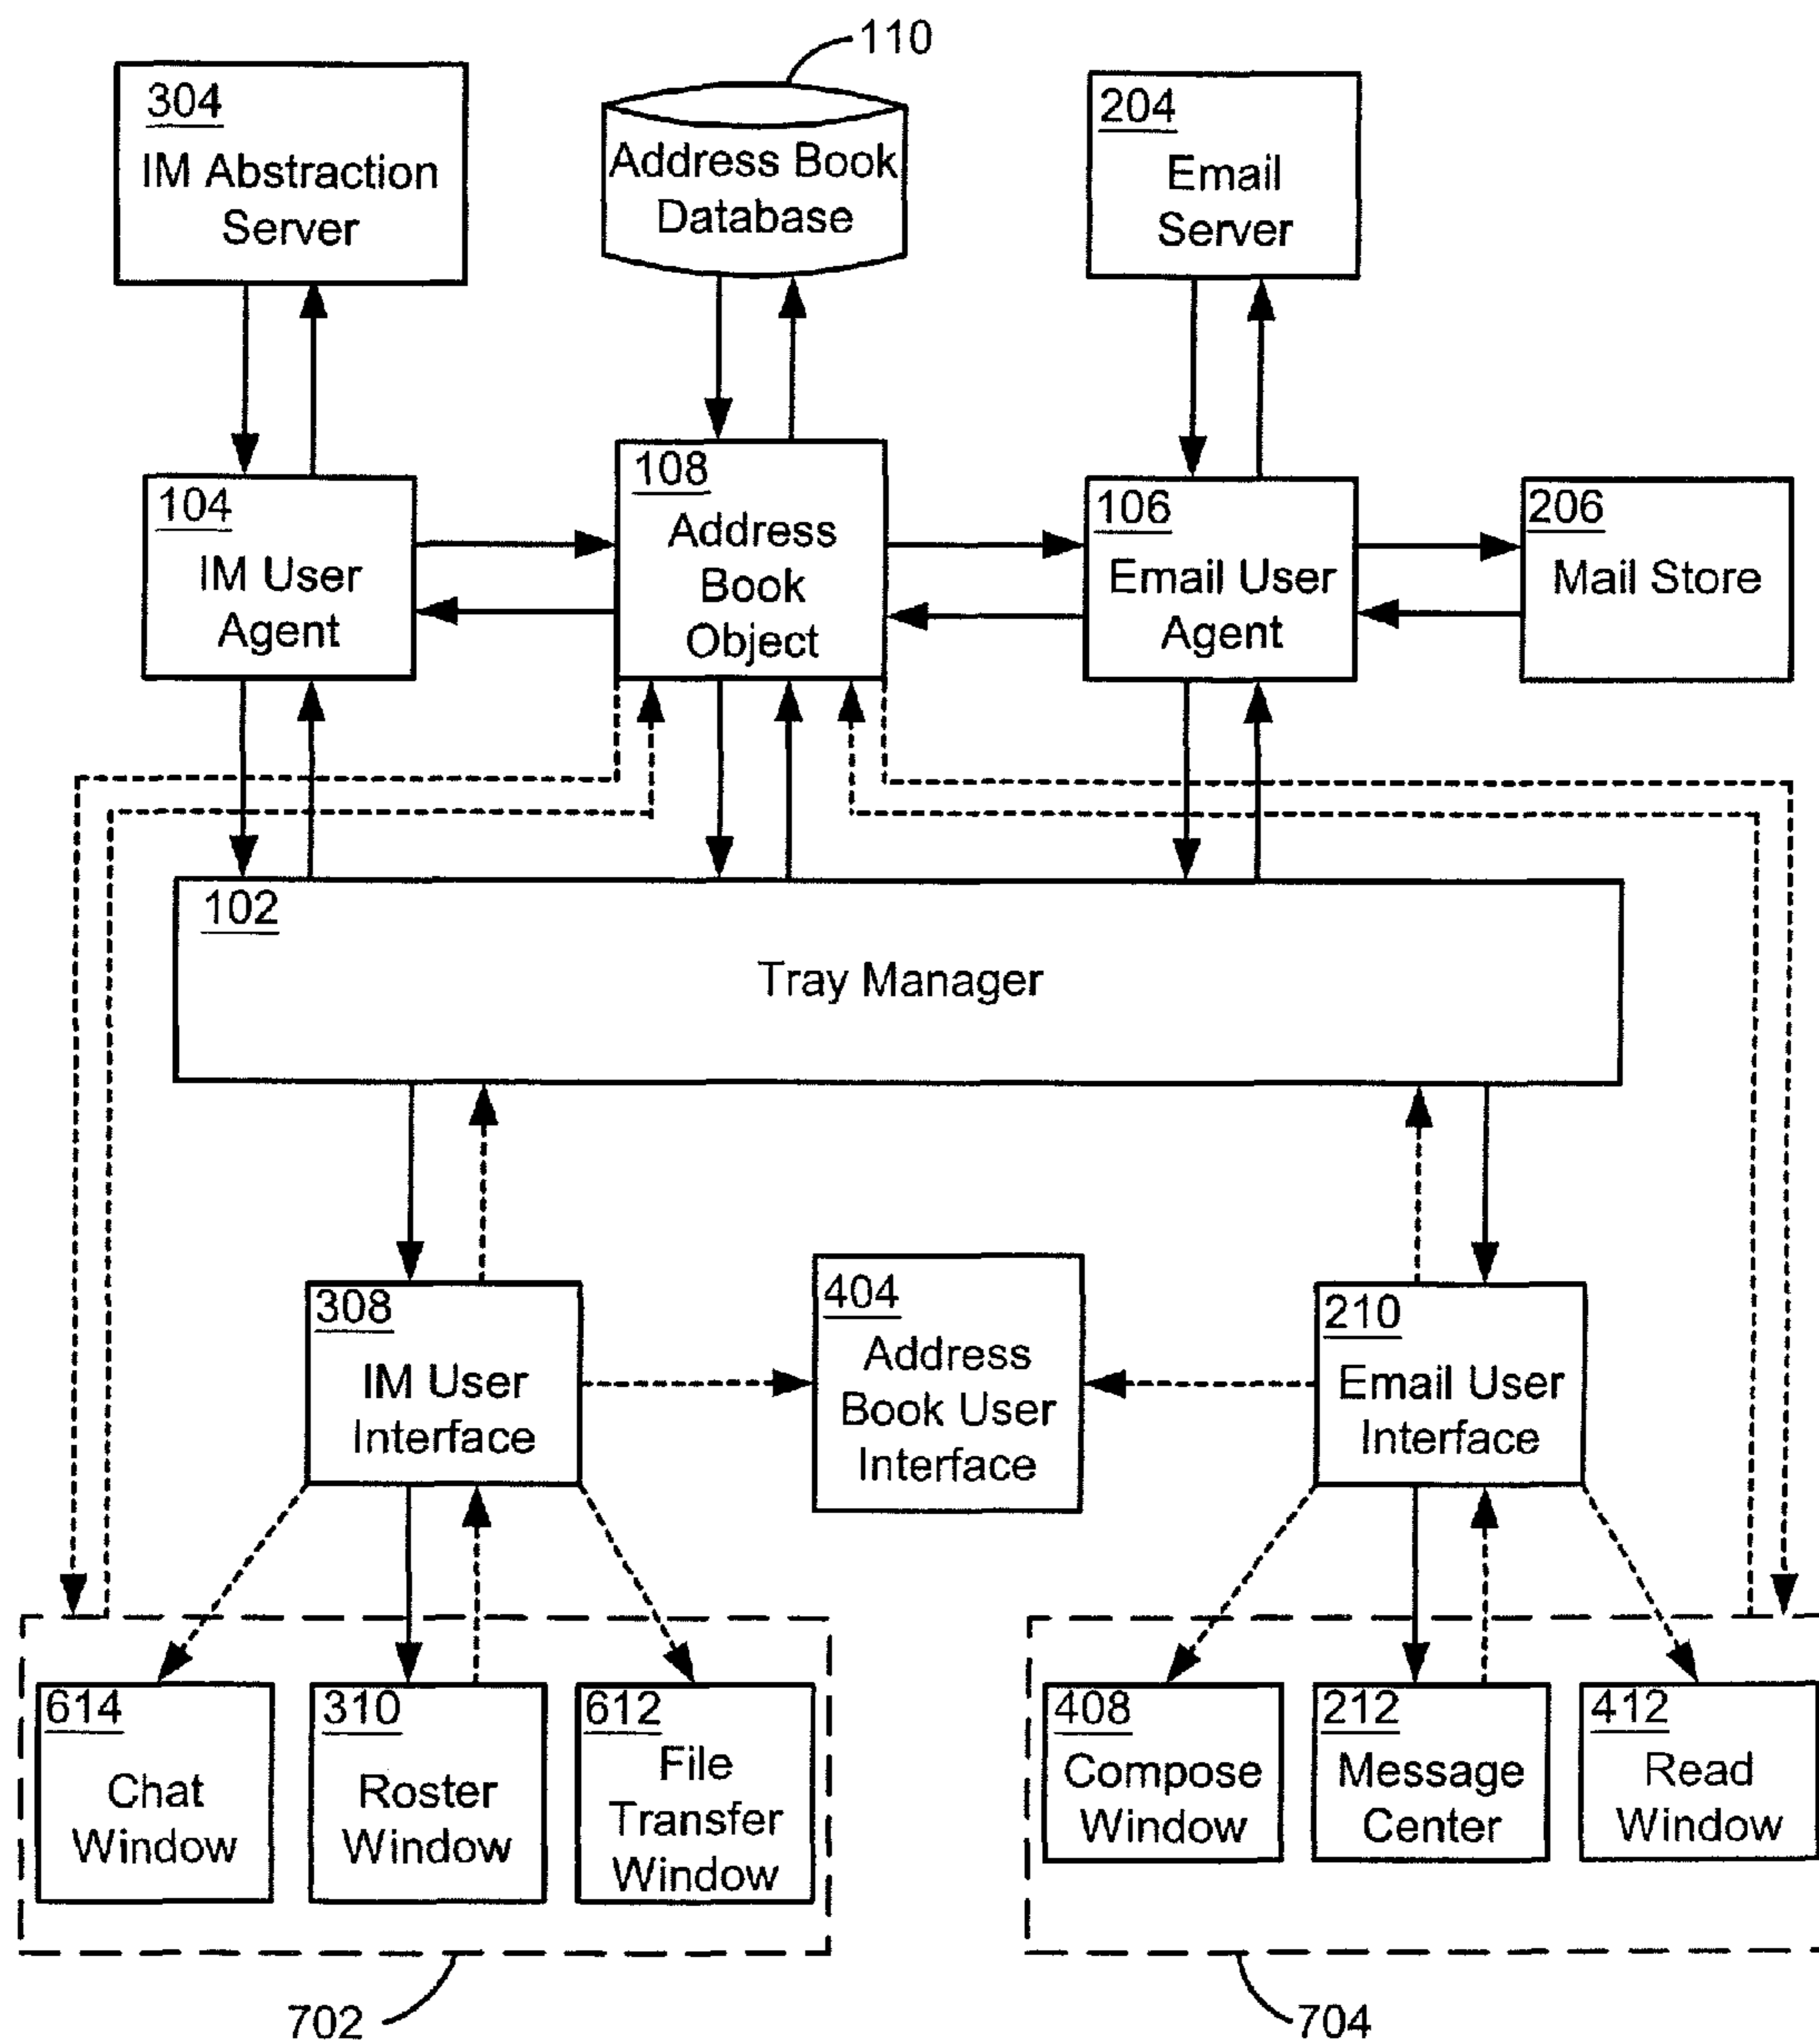 110
304
IM Abstraction
Server
Address Book
Database
204
Email
Server
104
IM User
Agent
108
Address
Book
Object
106
Email User
Agent
206
Mail Store
102
Tray Manager
308
IM User
Interface
404
Address
Book User
Interface
210
Email User
Interface
614
Chat
Window
310
Roster
Window
612
File
Transfer
Window
408
Compose
Window
212
Message
Center
412
Read
Window
702
704